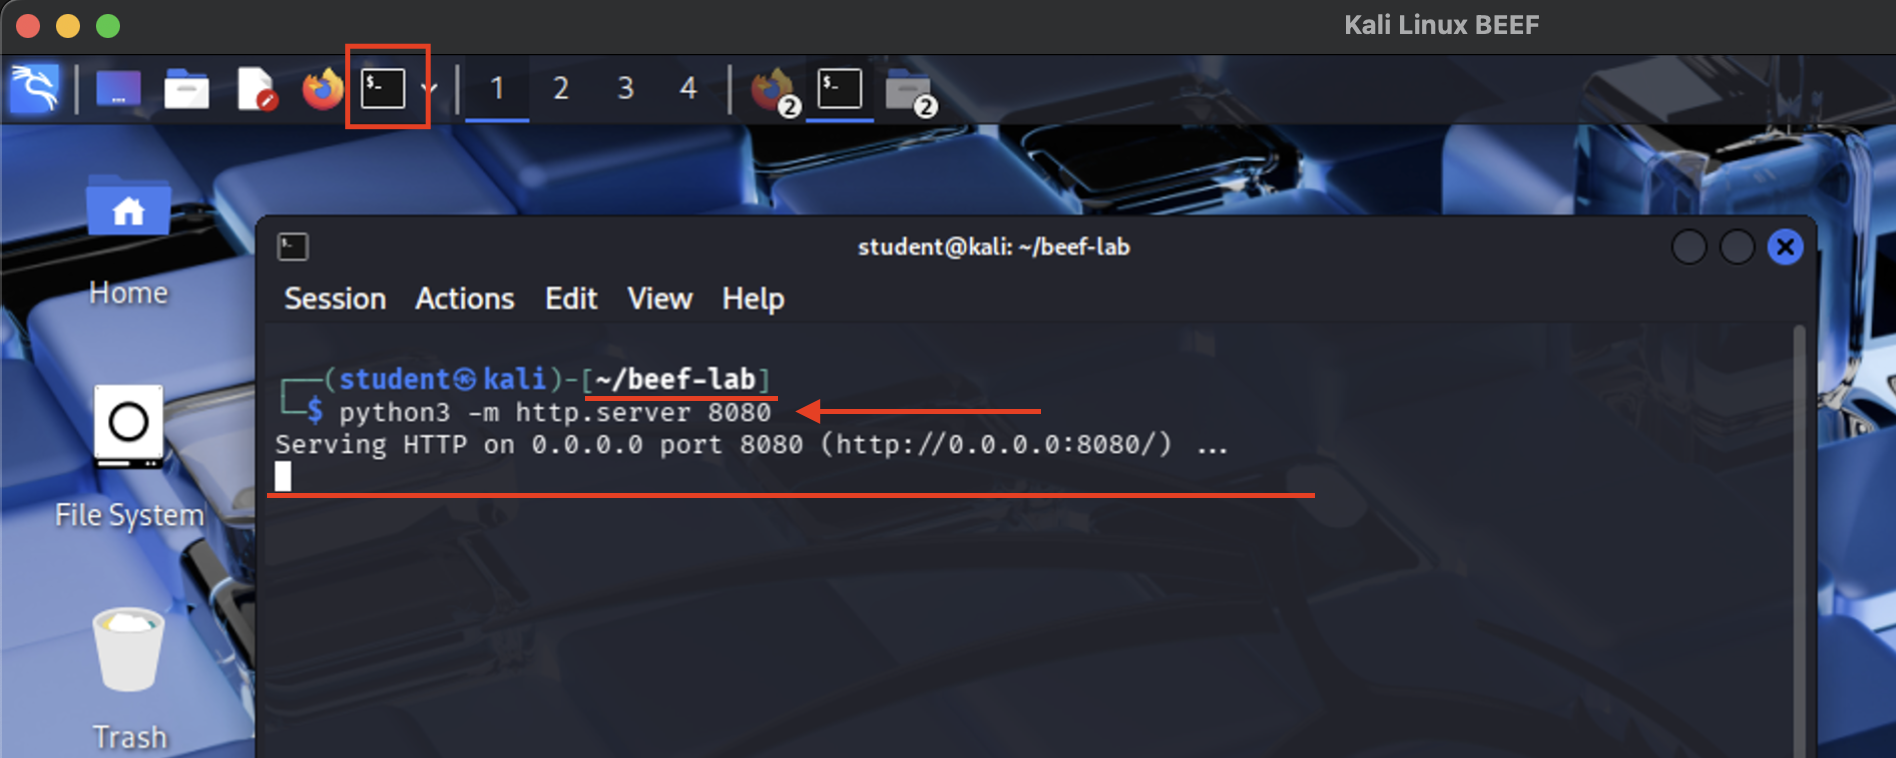 Kali Linux BEEF
$_ 1 2 3 4 2 $_ 2
student@kali: ~/beef-lab
Session Actions Edit View Help
Home
File System
Trash
┌──(student㉿kali)-[~/beef-lab]
└─$ python3 -m http.server 8080
Serving HTTP on 0.0.0.0 port 8080 (http://0.0.0.0:8080/) ...